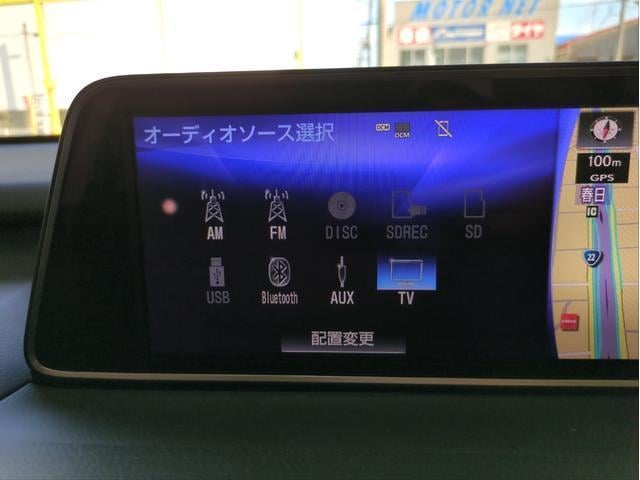 MOTOR NET
タイヤ
オーディオソース選択
DCM
DCM
100m
GPS
春日
IC
22
AM
FM
DISC
SDREC
SD
USB
Bluetooth
AUX
TV
配置変更